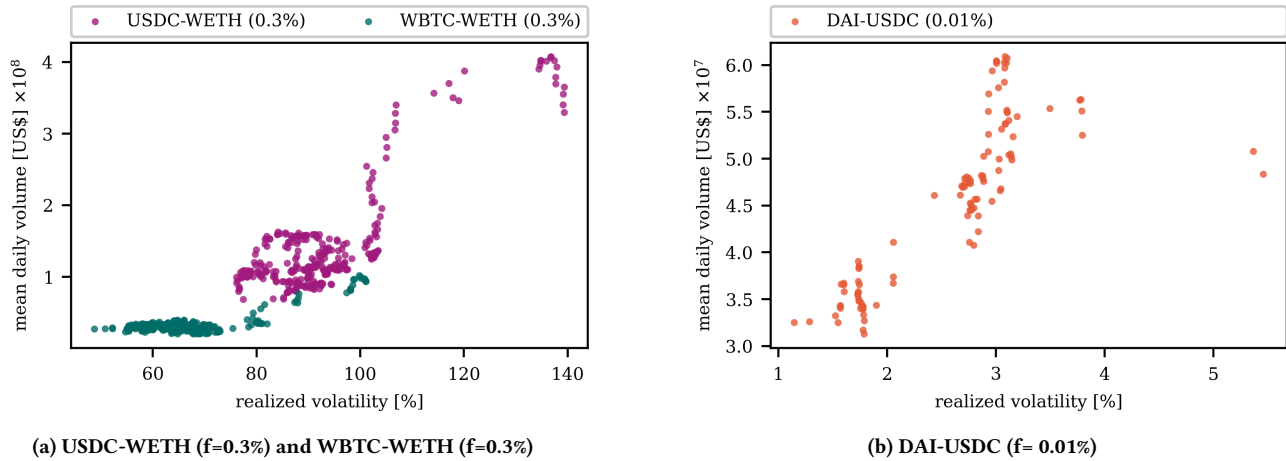 USDC-WETH (0.3%) WBTC-WETH (0.3%)
mean daily volume [US$] ×10⁸
4
3
2
1
60 80 100 120 140
realized volatility [%]
(a) USDC-WETH (f=0.3%) and WBTC-WETH (f=0.3%)
DAI-USDC (0.01%)
mean daily volume [US$] ×10⁷
6.0
5.5
5.0
4.5
4.0
3.5
3.0
1 2 3 4 5
realized volatility [%]
(b) DAI-USDC (f= 0.01%)